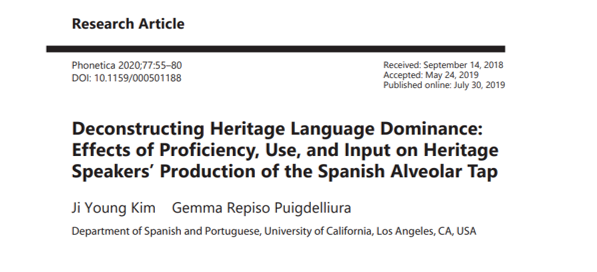 Research Article
Phonetica 2020;77:55–80
DOI: 10.1159/000501188
Received: September 14, 2018
Accepted: May 24, 2019
Published online: July 30, 2019
Deconstructing Heritage Language Dominance:
Effects of Proficiency, Use, and Input on Heritage
Speakers’ Production of the Spanish Alveolar Tap
Ji Young Kim Gemma Repiso Puigdelliura
Department of Spanish and Portuguese, University of California, Los Angeles, CA, USA